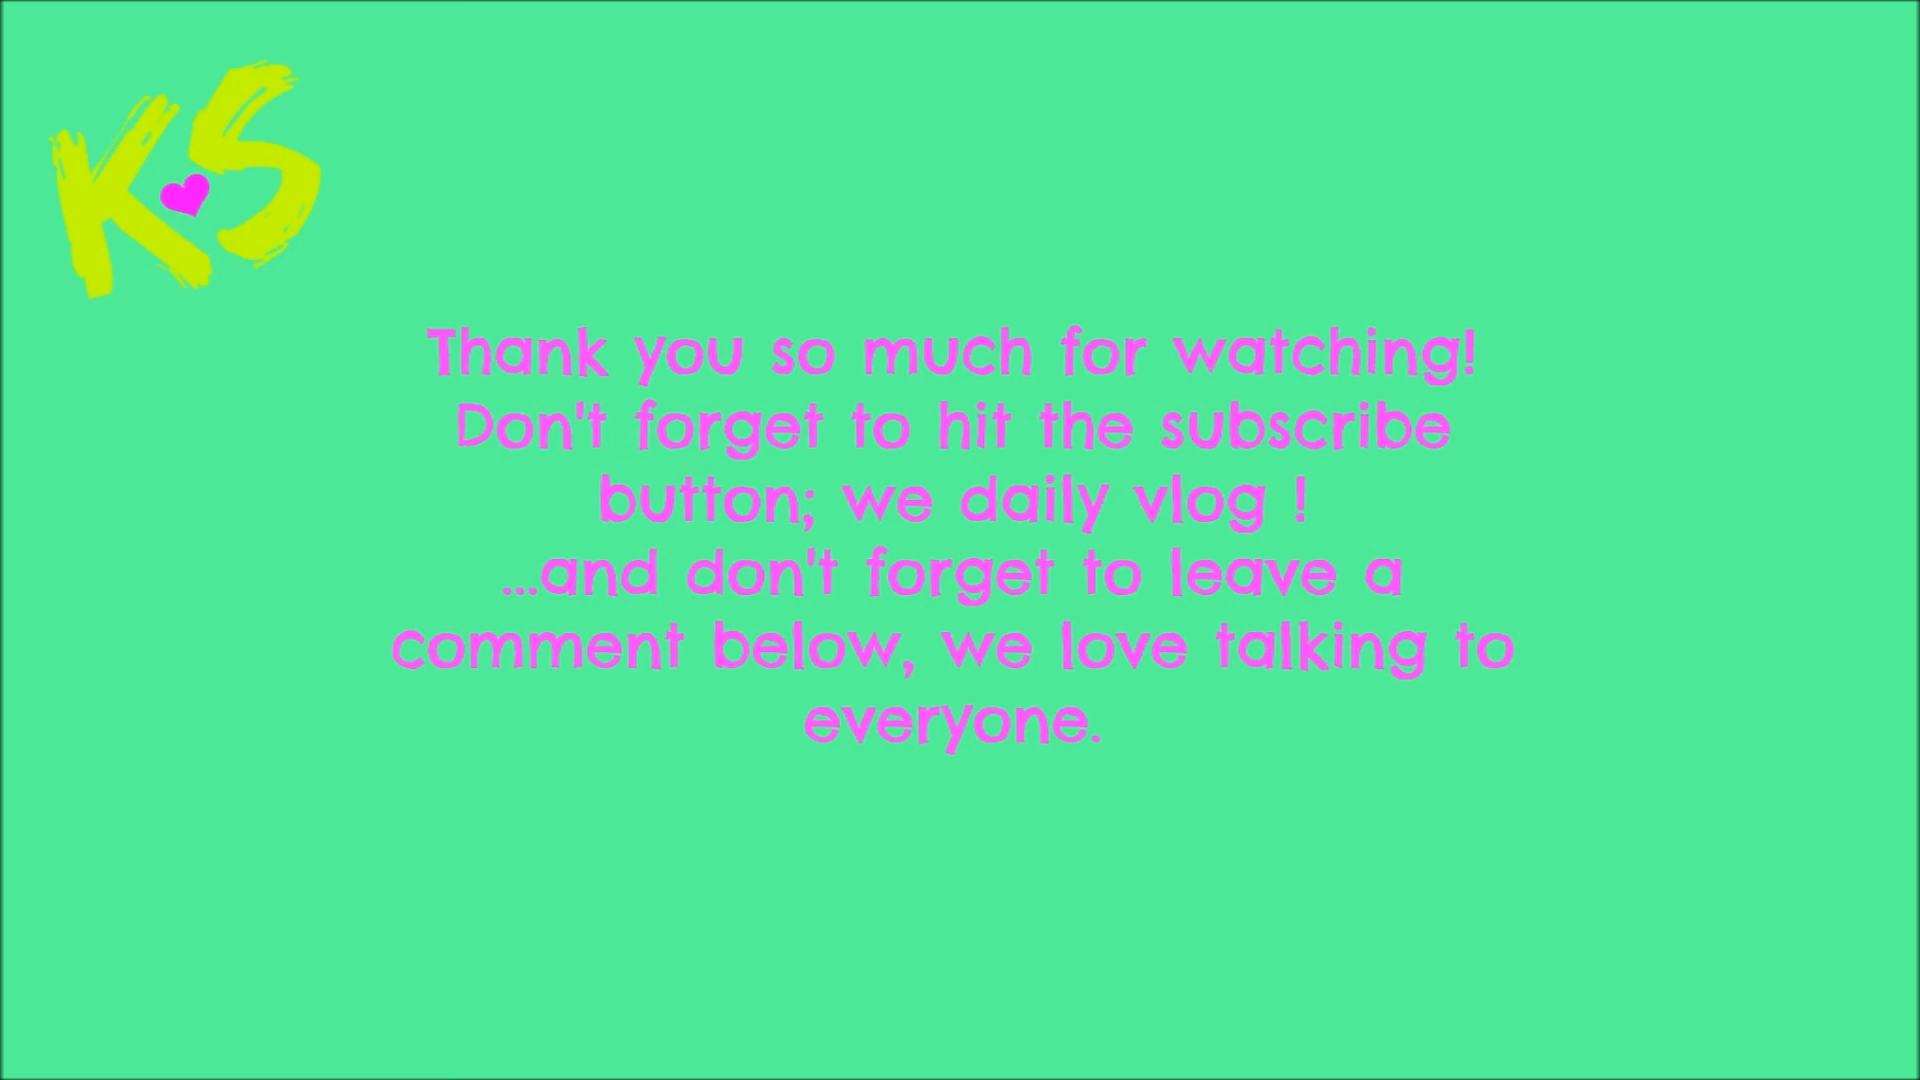 KS
Thank you so much for watching!
Don't forget to hit the subscribe
button; we daily vlog !
...and don't forget to leave a
comment below, we love talking to
everyone.